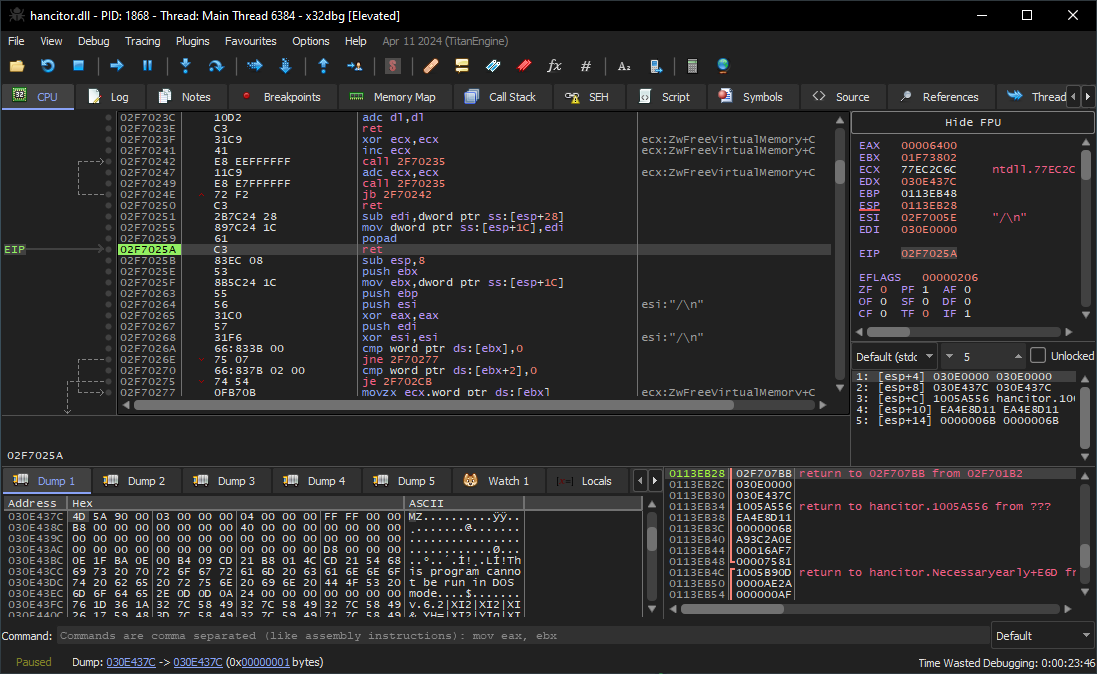 hancitor.dll - PID: 1868 - Thread: Main Thread 6384 - x32dbg [Elevated]
File View Debug Tracing Plugins Favourites Options Help Apr 11 2024 (TitanEngine)
CPU Log Notes Breakpoints Memory Map Call Stack SEH Script Symbols Source References Thread
02F7023C 10D2 adc dl,dl
02F7023E C3 ret
02F7023F 31C9 xor ecx,ecx ecx:ZwFreeVirtualMemory+C
02F70241 41 inc ecx ecx:ZwFreeVirtualMemory+C
02F70242 E8 EEFFFFFF call 2F70235
02F70247 11C9 adc ecx,ecx ecx:ZwFreeVirtualMemory+C
02F70249 E8 E7FFFFFF call 2F70235
02F7024E 72 F2 jb 2F70242
02F70250 C3 ret
02F70251 2B7C24 28 sub edi,dword ptr ss:[esp+28]
02F70255 897C24 1C mov dword ptr ss:[esp+1C],edi
02F70259 61 popad
EIP 02F7025A C3 ret
02F7025B 83EC 08 sub esp,8
02F7025E 53 push ebx
02F7025F 8B5C24 1C mov ebx,dword ptr ss:[esp+1C]
02F70263 55 push ebp
02F70264 56 push esi esi:"/\n"
02F70265 31C0 xor eax,eax
02F70267 57 push edi
02F70268 31F6 xor esi,esi esi:"/\n"
02F7026A 66:833B 00 cmp word ptr ds:[ebx],0
02F7026E 75 07 jne 2F70277
02F70270 66:837B 02 00 cmp word ptr ds:[ebx+2],0
02F70275 74 54 je 2F702CB
02F70277 0FB70B movzx ecx,word ptr ds:[ebx] ecx:ZwFreeVirtualMemory+C
02F7025A
Hide FPU
EAX 00006400
EBX 01F73802
ECX 77EC2C6C ntdll.77EC2C
EDX 030E437C
EBP 0113EB48
ESP 0113EB28
ESI 02F7005E "/\n"
EDI 030E0000
EIP 02F7025A
EFLAGS 00000206
ZF 0 PF 1 AF 0
OF 0 SF 0 DF 0
CF 0 TF 0 IF 1
Default (stdc 5 Unlocked
1: [esp+4] 030E0000 030E0000
2: [esp+8] 030E437C 030E437C
3: [esp+C] 1005A556 hancitor.10
4: [esp+10] EA4E8D11 EA4E8D11
5: [esp+14] 0000006B 0000006B
Dump 1 Dump 2 Dump 3 Dump 4 Dump 5 Watch 1 Locals
Address Hex ASCII
030E437C 4D 5A 90 00 03 00 00 00 04 00 00 00 FF FF 00 00 MZ..........ÿÿ..
030E438C B8 00 00 00 00 00 00 00 40 00 00 00 00 00 00 00 ¸.......@.......
030E439C 00 00 00 00 00 00 00 00 00 00 00 00 00 00 00 00 ................
030E43AC 00 00 00 00 00 00 00 00 00 00 00 00 D8 00 00 00 ............Ø...
030E43BC 0E 1F BA 0E 00 B4 09 CD 21 B8 01 4C CD 21 54 68 ..º..´.Í!¸.LÍ!Th
030E43CC 69 73 20 70 72 6F 67 72 61 6D 20 63 61 6E 6E 6F is program canno
030E43DC 74 20 62 65 20 72 75 6E 20 69 6E 20 44 4F 53 20 t be run in DOS
030E43EC 6D 6F 64 65 2E 0D 0D 0A 24 00 00 00 00 00 00 00 mode....$.......
030E43FC 76 1D 36 1A 32 7C 58 49 32 7C 58 49 32 7C 58 49 v.6.2|XI2|XI2|XI
030E440C 26 17 59 48 3D 7C 58 49 32 7C 59 49 71 7C 58 49 &.YH=|XI2|YIq|XI
0113EB28 02F707BB return to 02F707BB from 02F701B2
0113EB2C 030E0000
0113EB30 030E437C
0113EB34 1005A556 return to hancitor.1005A556 from ???
0113EB38 EA4E8D11
0113EB3C 0000006B
0113EB40 A93C2A0E
0113EB44 00016AF7
0113EB48 00007581
0113EB4C 1005B90D return to hancitor.Necessaryearly+E6D fr
0113EB50 0000AE2A
0113EB54 000000AF
Command: Commands are comma separated (like assembly instructions): mov eax, ebx Default
Paused Dump: 030E437C -> 030E437C (0x00000001 bytes) Time Wasted Debugging: 0:00:23:46